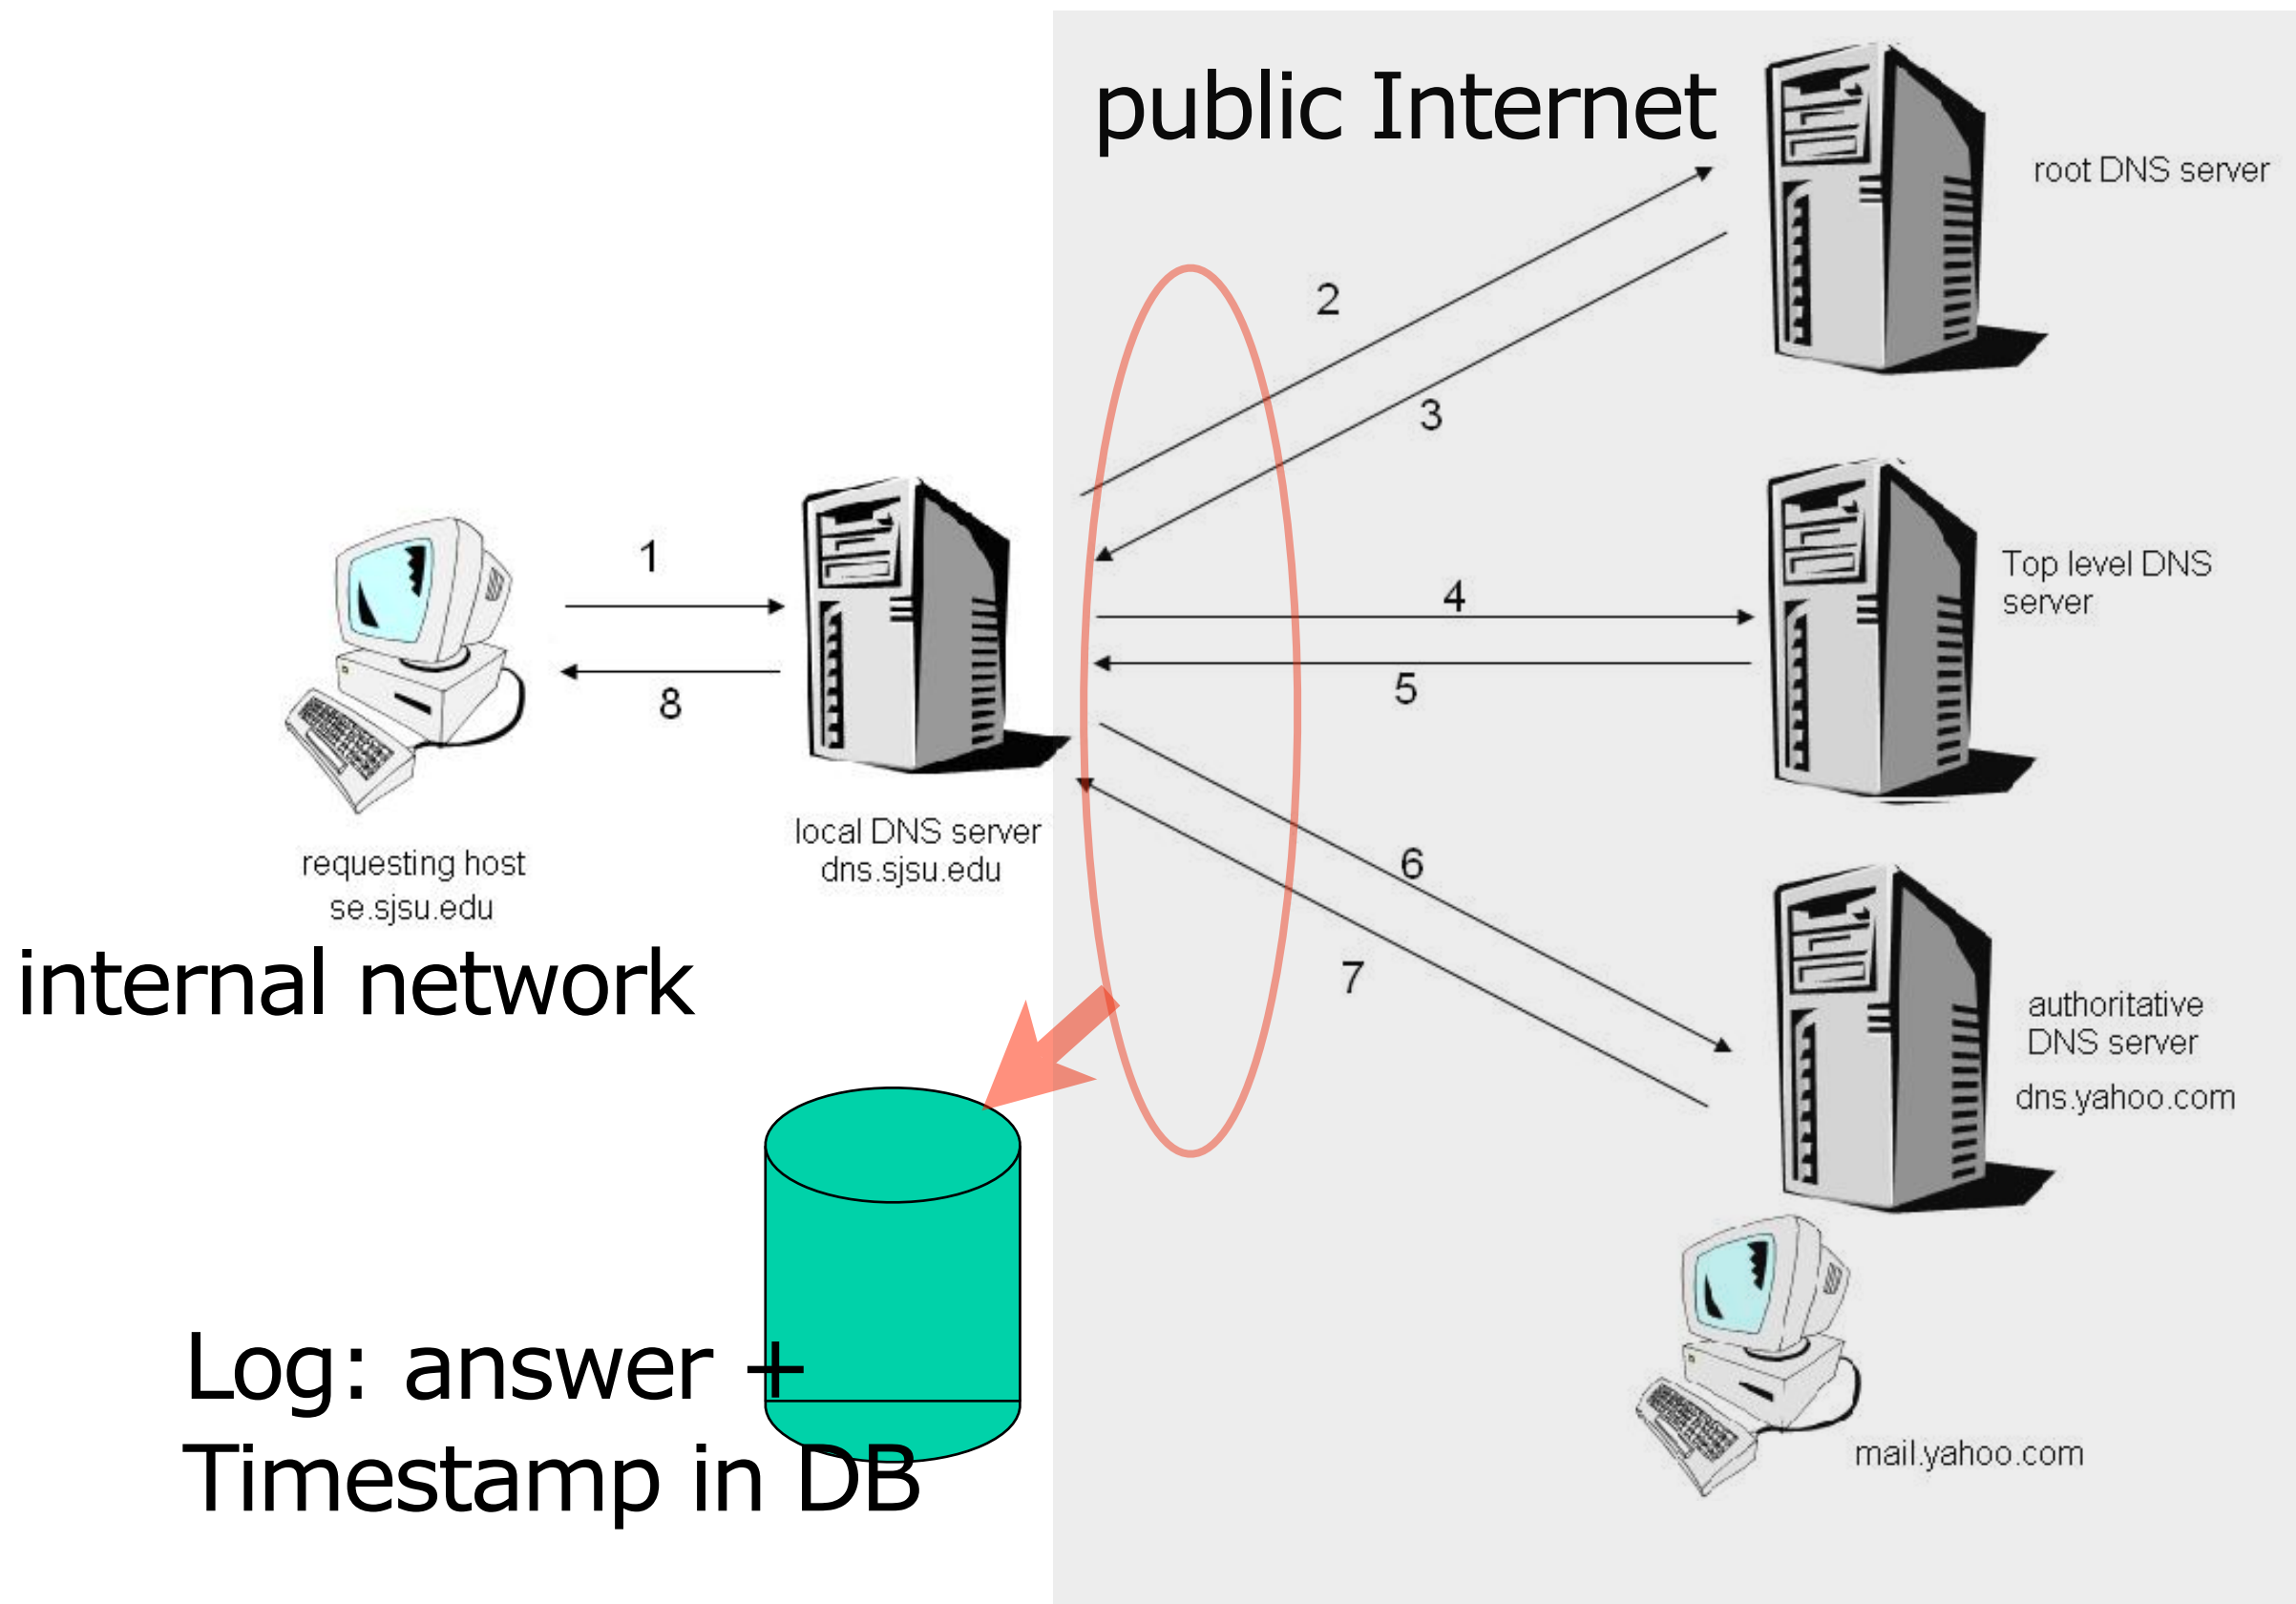 public Internet
root DNS server
2
3
1
4
Top level DNS
server
5
8
local DNS server
dns.sjsu.edu
requesting host
se.sjsu.edu
internal network
6
7
authoritative
DNS server
dns.yahoo.com
Log: answer +
Timestamp in DB
mail.yahoo.com